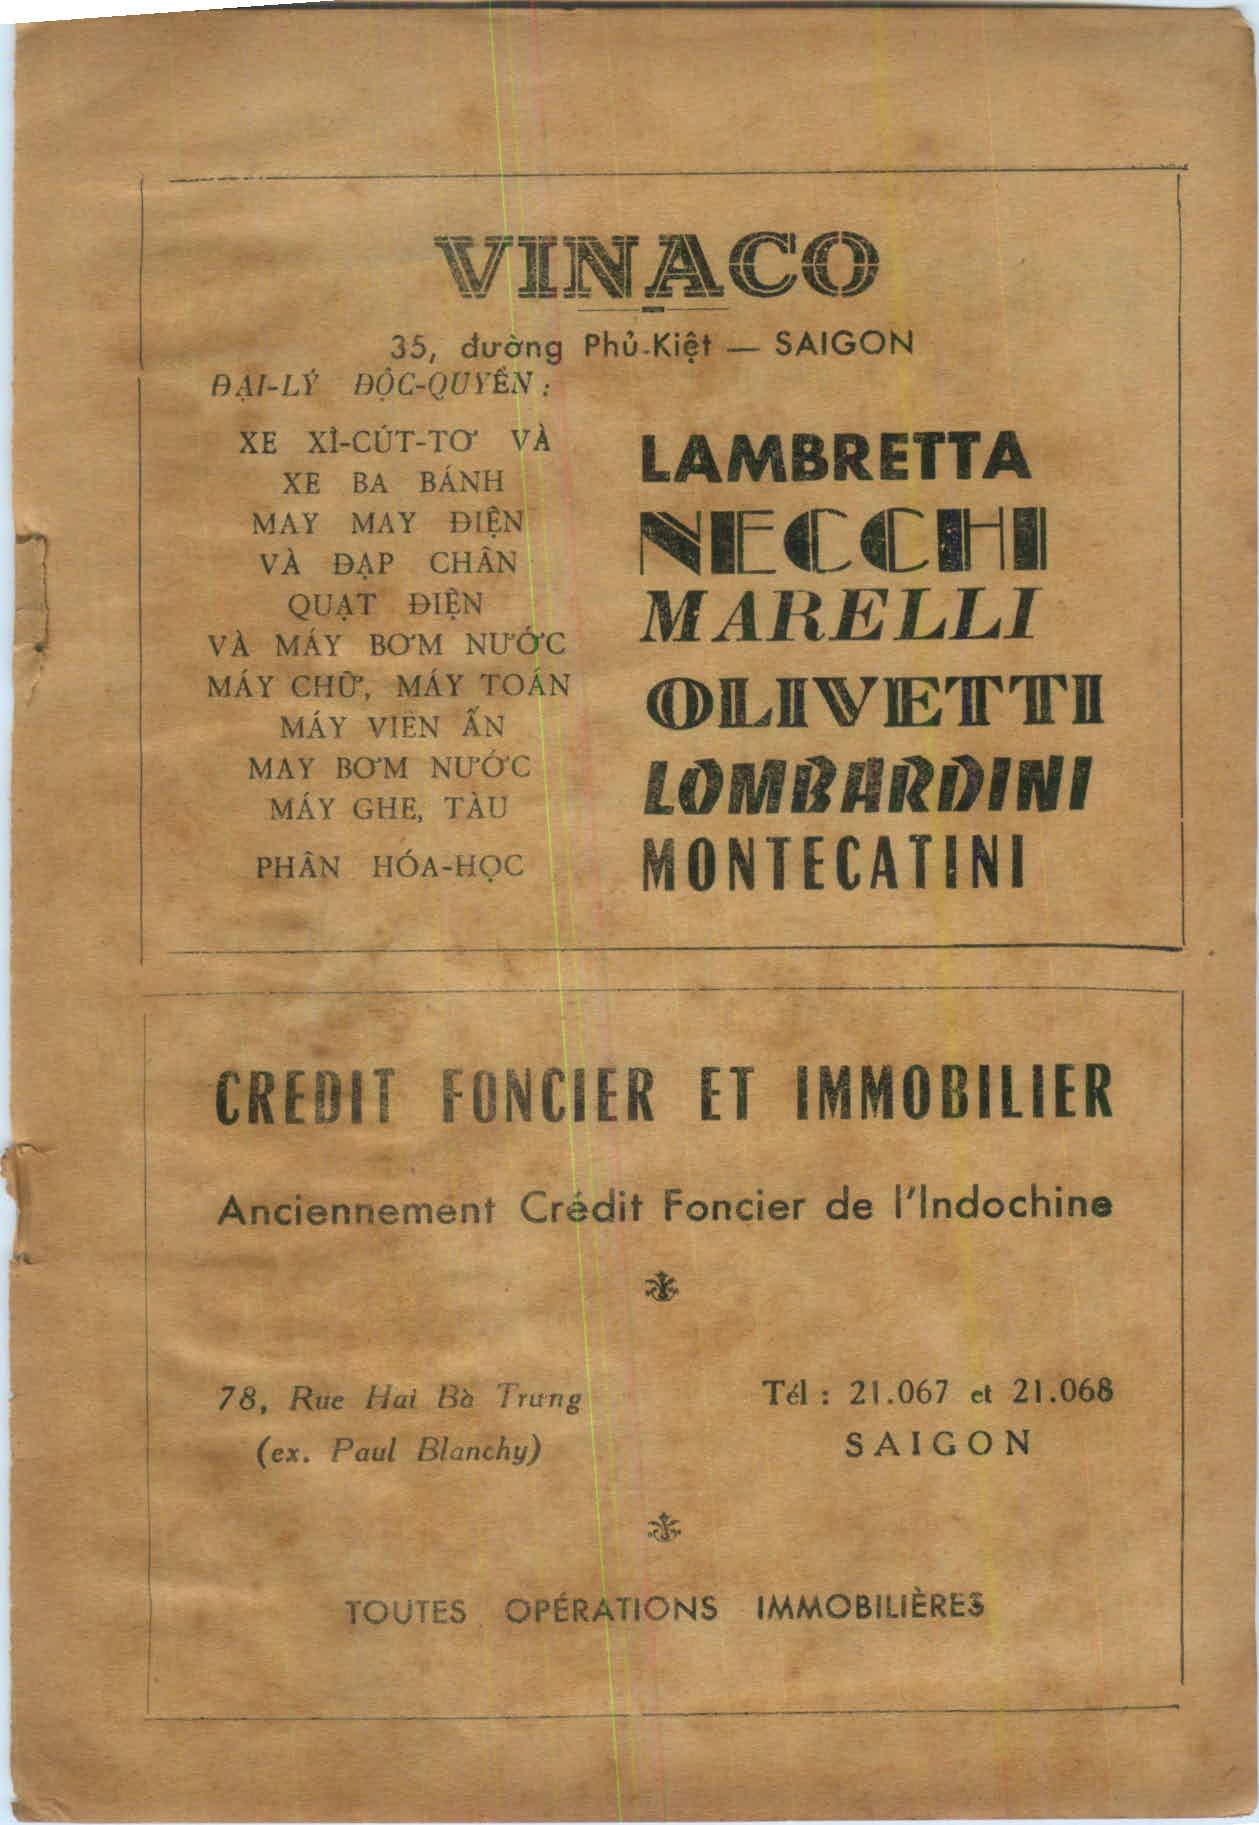 VINACO
35, đường Phủ-Kiệt — SAIGON
ĐẠI-LÝ ĐỘC-QUYỀN :
XE XÌ-CÚT-TƠ VÀ
XE BA BÁNH
LAMBRETTA
MAY MAY ĐIỆN
VÀ ĐẠP CHÂN
NECCHI
QUẠT ĐIỆN
VÀ MÁY BƠM NƯỚC
MARELLI
MÁY CHỮ, MÁY TOÁN
MÁY VIÊN ẤN
OLIVETTI
MAY BƠM NƯỚC
MÁY GHE, TÀU
LOMBARDINI
PHÂN HÓA-HỌC
MONTECATINI
CREDIT FONCIER ET IMMOBILIER
Anciennement Crédit Foncier de l'Indochine
78, Rue Hai Bà Trưng
(ex. Paul Blanchy)
Tél : 21.067 et 21.068
SAIGON
TOUTES OPÉRATIONS IMMOBILIÈRES